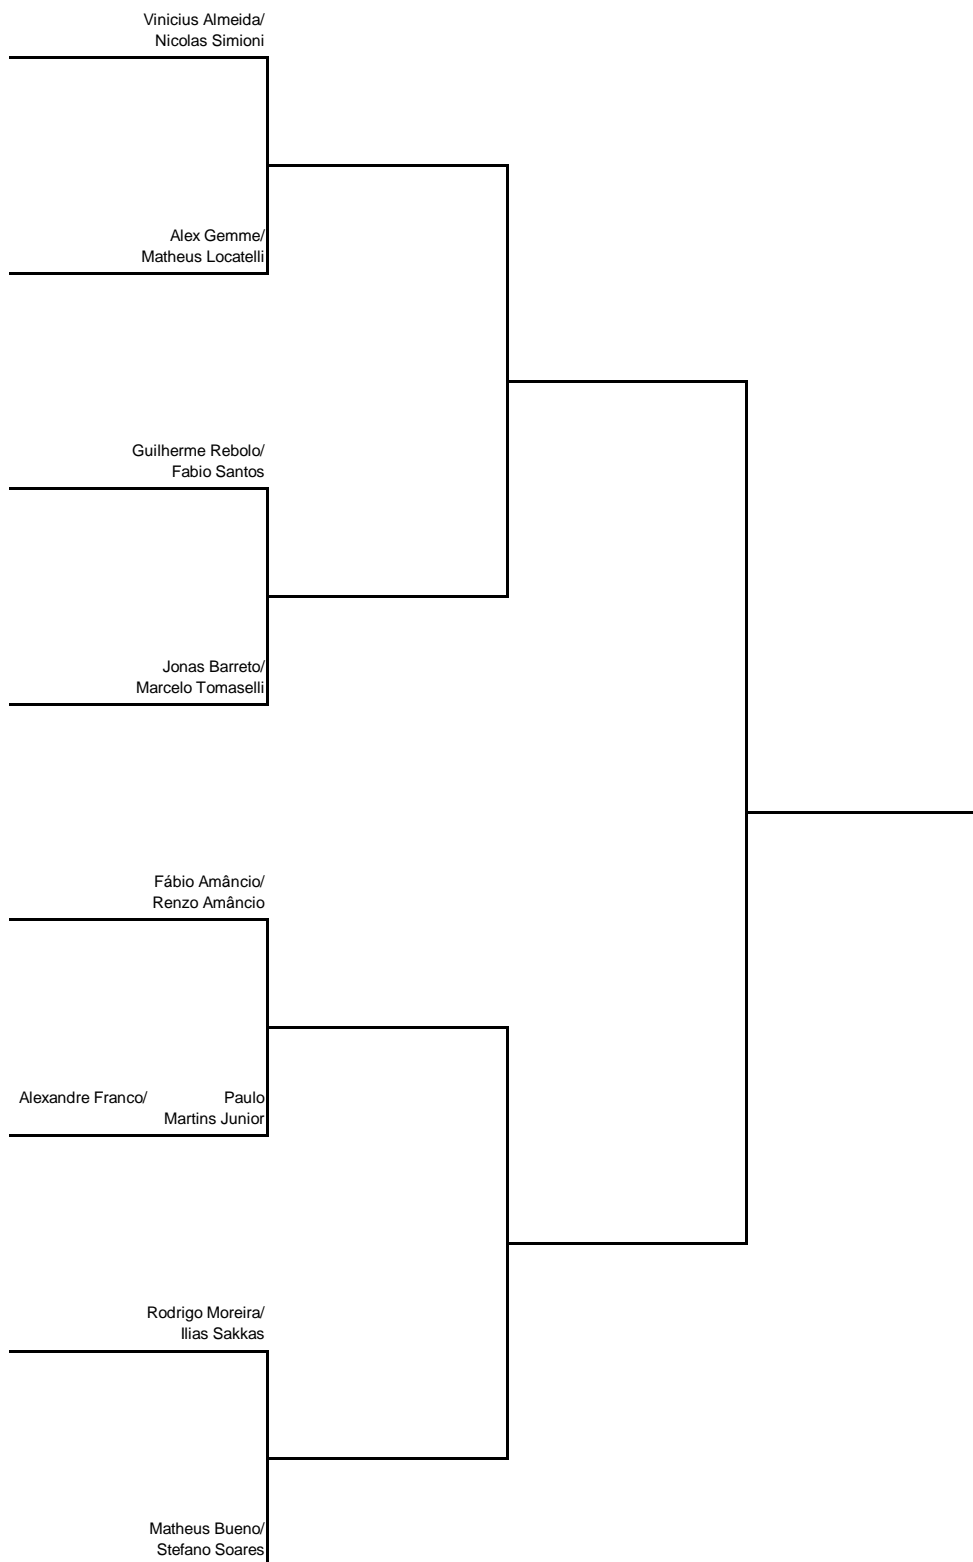 Vinicius Almeida/
Nicolas Simioni
Alex Gemme/
Matheus Locatelli
Guilherme Rebolo/
Fabio Santos
Jonas Barreto/
Marcelo Tomaselli
Fábio Amâncio/
Renzo Amâncio
Alexandre Franco/ Paulo
Martins Junior
Rodrigo Moreira/
Ilias Sakkas
Matheus Bueno/
Stefano Soares